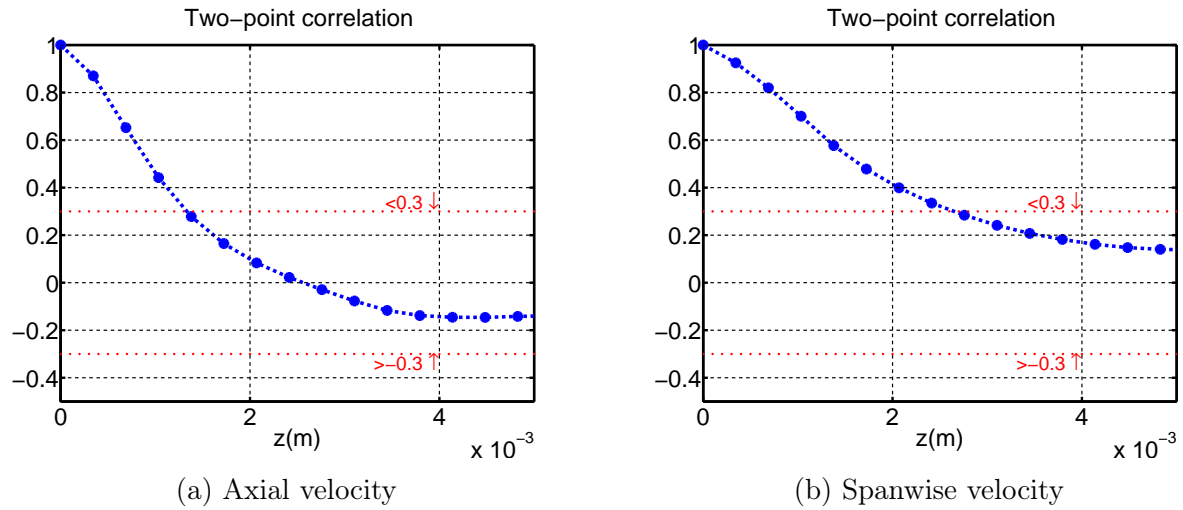 Two-point correlation
1
0.8
0.6
0.4
0.2
0
−0.2
−0.4
<0.3 ↓
>−0.3 ↑
0 2 4
z(m)
x 10⁻³
(a) Axial velocity
Two-point correlation
1
0.8
0.6
0.4
0.2
0
−0.2
−0.4
<0.3 ↓
>−0.3 ↑
0 2 4
z(m)
x 10⁻³
(b) Spanwise velocity